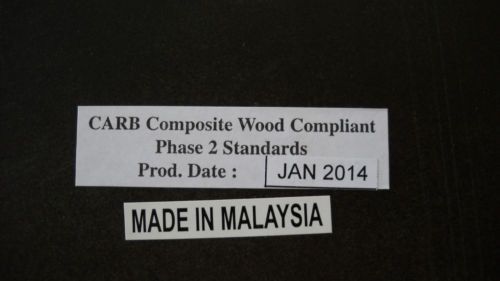 CARB Composite Wood Compliant
Phase 2 Standards
Prod. Date : JAN 2014
MADE IN MALAYSIA